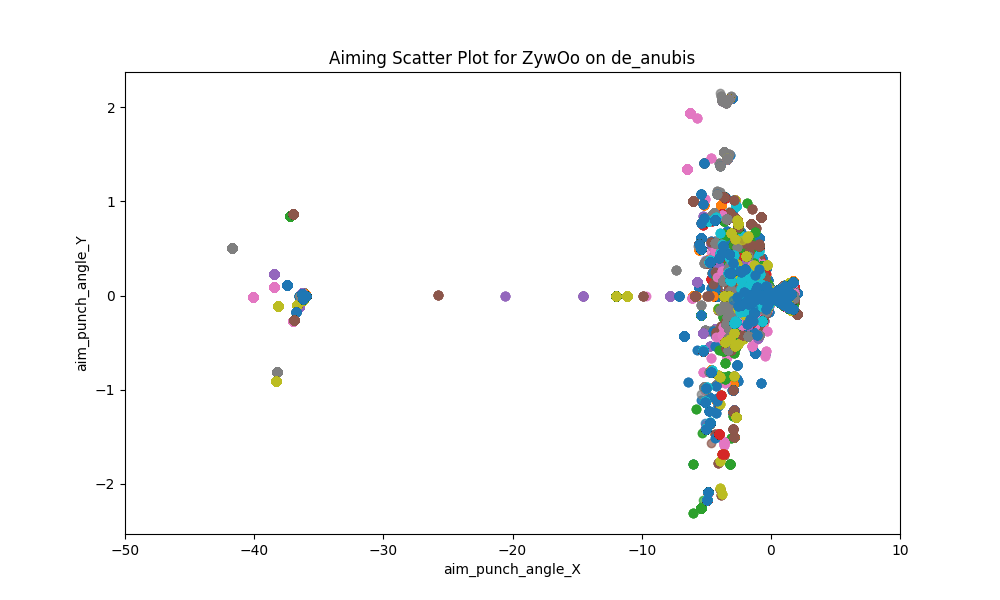 Aiming Scatter Plot for ZywOo on de_anubis
2
1
0
−1
−2
aim_punch_angle_Y
−50 −40 −30 −20 −10 0 10
aim_punch_angle_X